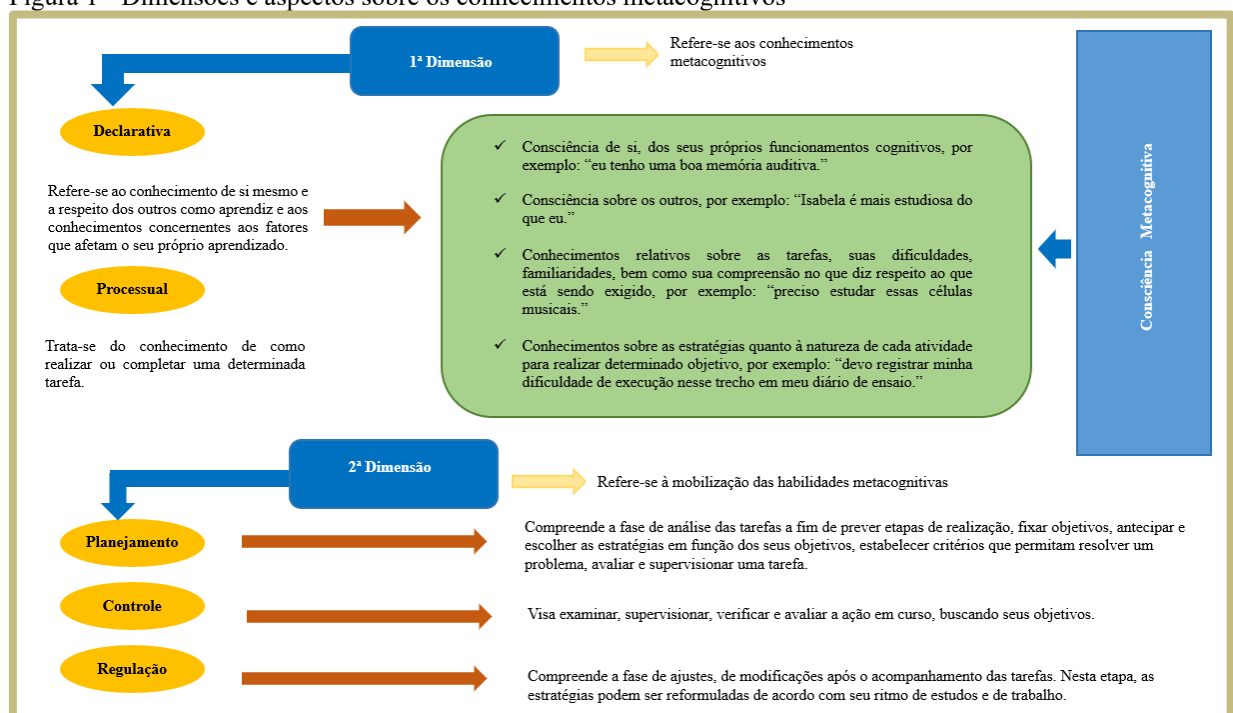 Figura 1 - Dimensões e aspectos sobre os conhecimentos metacognitivos
1ª Dimensão
Refere-se aos conhecimentos
metacognitivos
Declarativa
Refere-se ao conhecimento de si mesmo e
a respeito dos outros como aprendiz e aos
conhecimentos concernentes aos fatores
que afetam o seu próprio aprendizado.
Processual
Trata-se do conhecimento de como
realizar ou completar uma determinada
tarefa.
✓ Consciência de si, dos seus próprios funcionamentos cognitivos, por
exemplo: “eu tenho uma boa memória auditiva.”
✓ Consciência sobre os outros, por exemplo: “Isabela é mais estudiosa do
que eu.”
✓ Conhecimentos relativos sobre as tarefas, suas dificuldades,
familiaridades, bem como sua compreensão no que diz respeito ao que
está sendo exigido, por exemplo: “preciso estudar essas células
musicais.”
✓ Conhecimentos sobre as estratégias quanto à natureza de cada atividade
para realizar determinado objetivo, por exemplo: “devo registrar minha
dificuldade de execução nesse trecho em meu diário de ensaio.”
Consciência Metacognitiva
2ª Dimensão
Refere-se à mobilização das habilidades metacognitivas
Planejamento
Compreende a fase de análise das tarefas a fim de prever etapas de realização, fixar objetivos, antecipar e
escolher as estratégias em função dos seus objetivos, estabelecer critérios que permitam resolver um
problema, avaliar e supervisionar uma tarefa.
Controle
Visa examinar, supervisionar, verificar e avaliar a ação em curso, buscando seus objetivos.
Regulação
Compreende a fase de ajustes, de modificações após o acompanhamento das tarefas. Nesta etapa, as
estratégias podem ser reformuladas de acordo com seu ritmo de estudos e de trabalho.